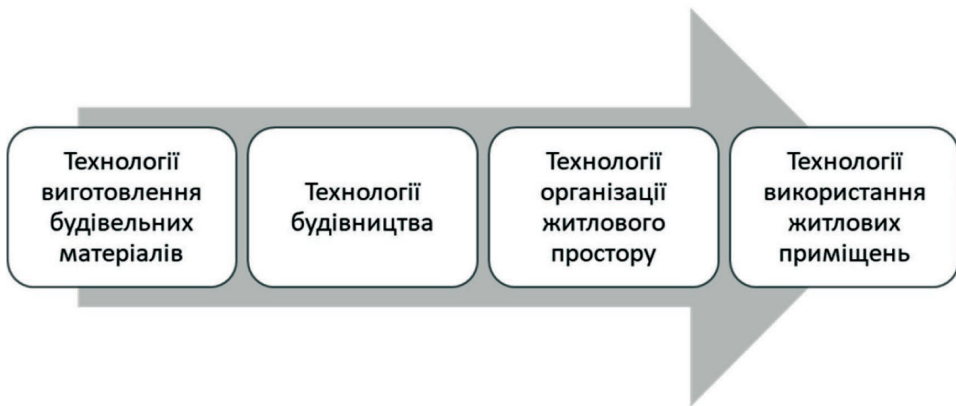 Технології
виготовлення
будівельних
матеріалів
Технології
будівництва
Технології
організації
житлового
простору
Технології
використання
житлових
приміщень